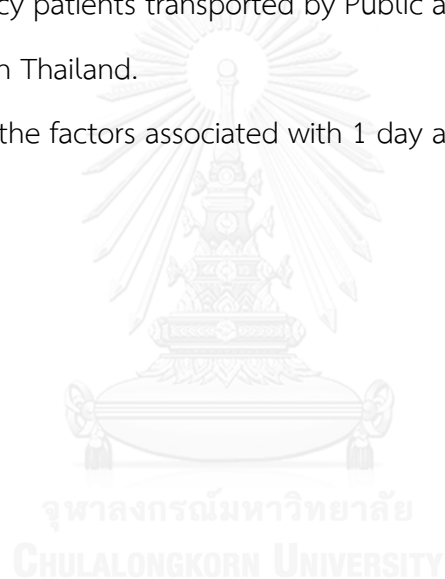 cy patients transported by Public a
n Thailand.
the factors associated with 1 day a
จุฬาลงกรณ์มหาวิทยาลัย
CHULALONGKORN UNIVERSITY